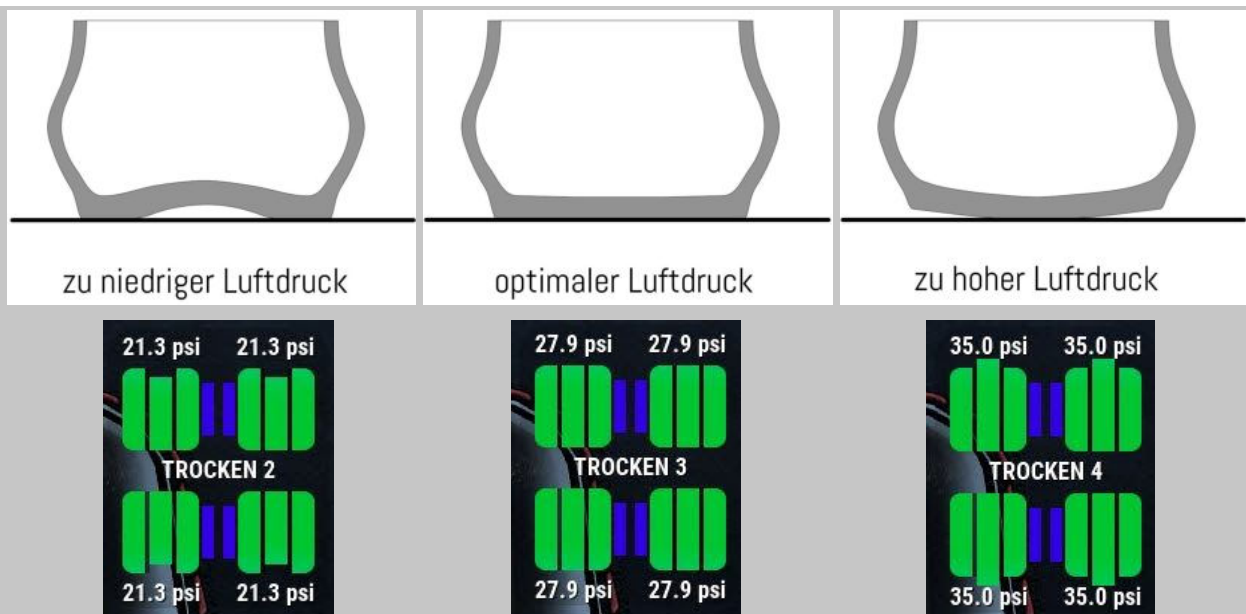 zu niedriger Luftdruck
optimaler Luftdruck
zu hoher Luftdruck
21.3 psi 21.3 psi
TROCKEN 2
21.3 psi 21.3 psi
27.9 psi 27.9 psi
TROCKEN 3
27.9 psi 27.9 psi
35.0 psi 35.0 psi
TROCKEN 4
35.0 psi 35.0 psi